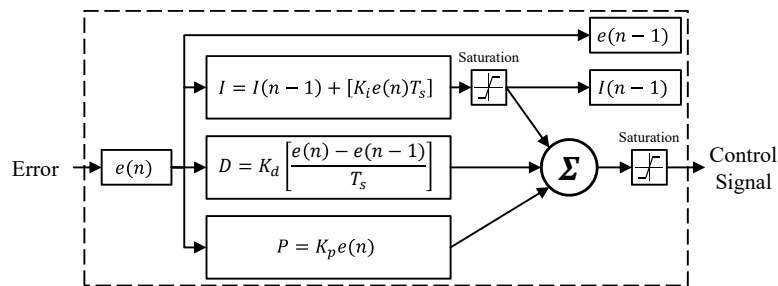 e(n − 1)
Saturation
I = I(n − 1) + [K_i e(n)T_s]
I(n − 1)
Saturation
Error
e(n)
D = K_d [(e(n) − e(n − 1))/T_s]
Σ
Control
Signal
P = K_p e(n)